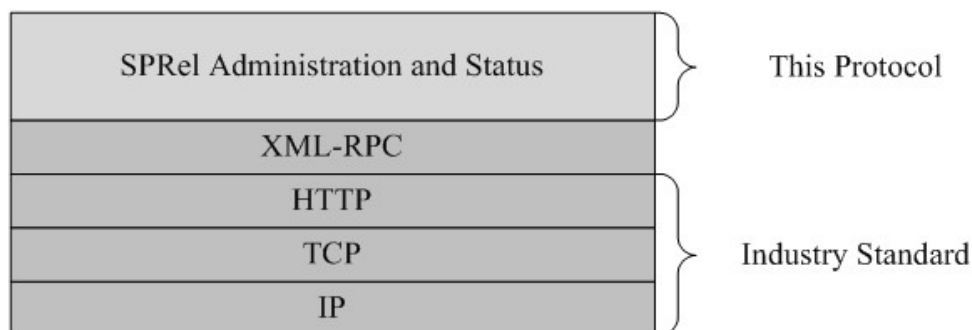 SPRel Administration and Status
This Protocol
XML-RPC
HTTP
TCP
Industry Standard
IP